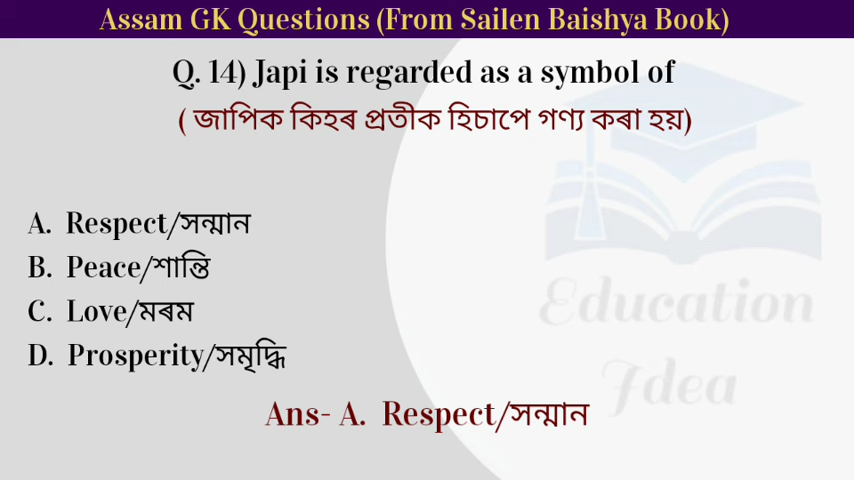 Assam GK Questions (From Sailen Baishya Book)
Q. 14) Japi is regarded as a symbol of
( জাপিক কিহৰ প্ৰতীক হিচাপে গণ্য কৰা হয়)
A. Respect/সন্মান
B. Peace/শান্তি
C. Love/মৰম
D. Prosperity/সমৃদ্ধি
Ans- A. Respect/সন্মান
Education
Idea